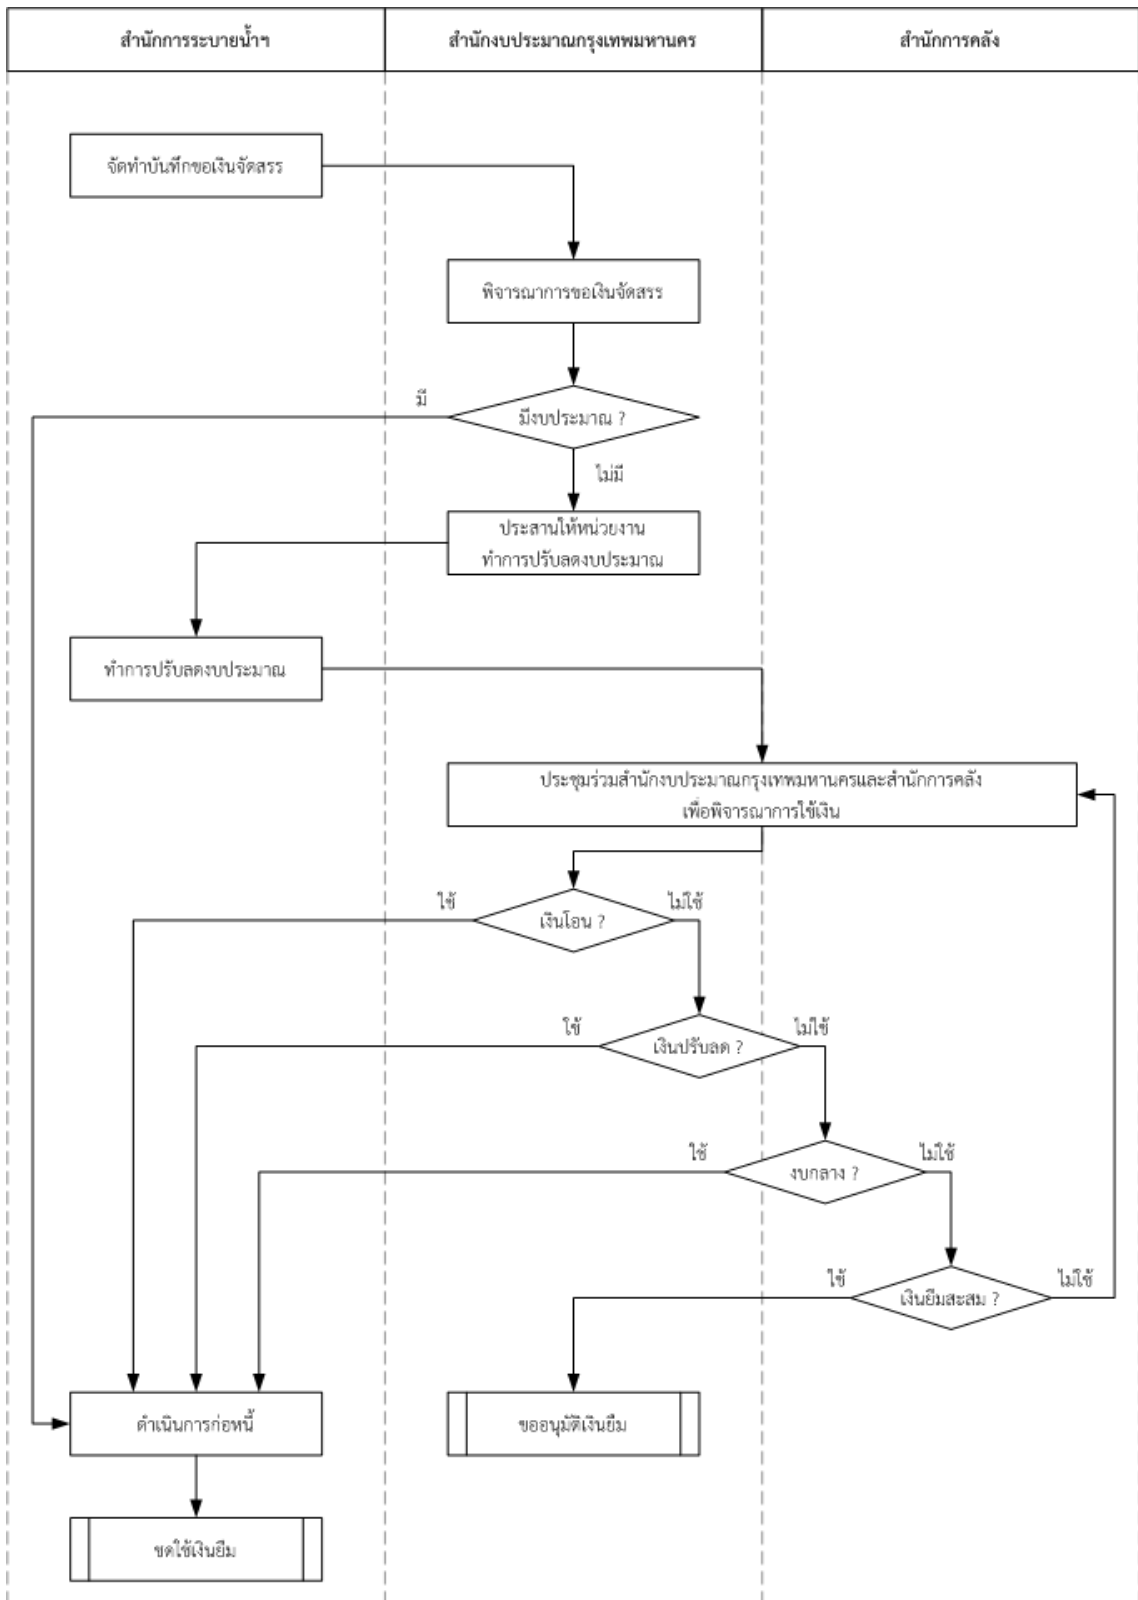 สำนักการระบายน้ำฯ
สำนักงบประมาณกรุงเทพมหานคร
สำนักการคลัง
จัดทำบันทึกขอเงินจัดสรร
พิจารณาการขอเงินจัดสรร
มี
มีงบประมาณ ?
ไม่มี
ประสานให้หน่วยงาน
ทำการปรับลดงบประมาณ
ทำการปรับลดงบประมาณ
ประชุมร่วมสำนักงบประมาณกรุงเทพมหานครและสำนักการคลัง
เพื่อพิจารณาการใช้เงิน
ใช้
เงินโอน ?
ไม่ใช้
ใช้
เงินปรับลด ?
ไม่ใช้
ใช้
งบกลาง ?
ไม่ใช้
ใช้
เงินยืมสะสม ?
ไม่ใช้
ดำเนินการก่อหนี้
ขออนุมัติเงินยืม
ชดใช้เงินยืม